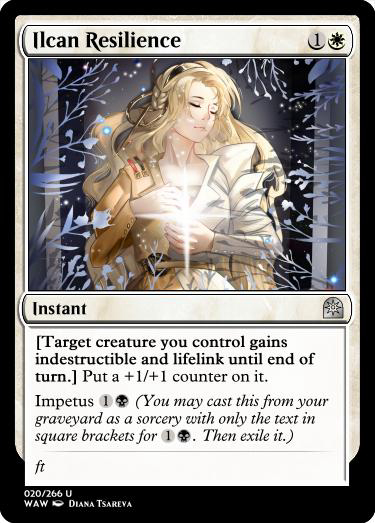 Ilcan Resilience 1
Instant
[Target creature you control gains
indestructible and lifelink until end of
turn.] Put a +1/+1 counter on it.
Impetus 1 (You may cast this from your
graveyard as a sorcery with only the text in
square brackets for 1. Then exile it.)
ft
020/266 U
WAW Diana Tsareva